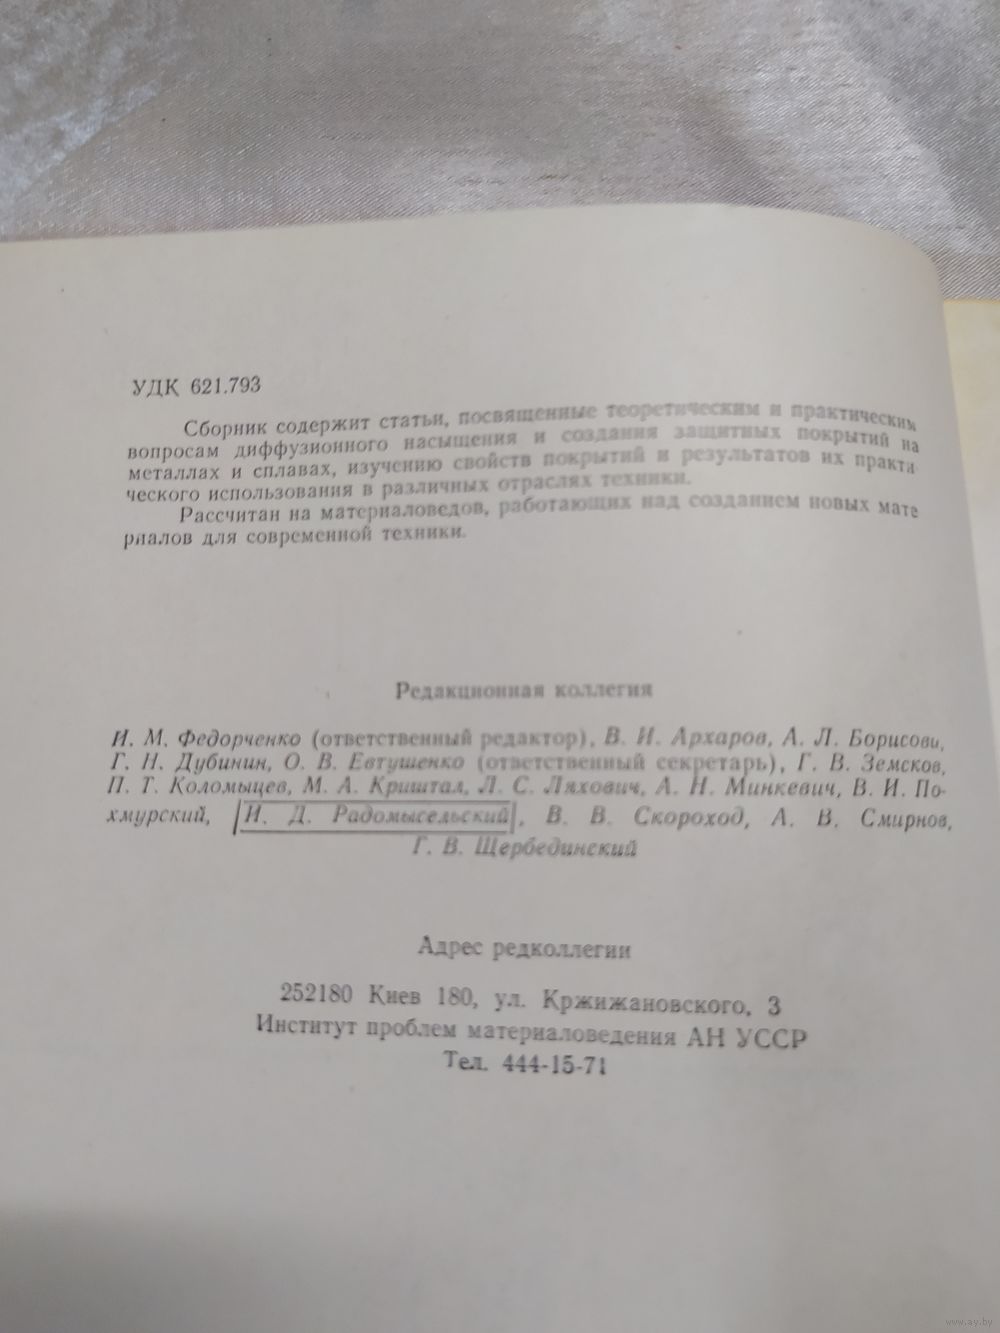 УДК 621.793
Сборник содержит статьи, посвященные теоретическим и практическим
вопросам диффузионного насыщения и создания защитных покрытий на
металлах и сплавах, изучению свойств покрытий и результатов их практи
ческого использования в различных отраслях техники.
Рассчитан на материаловедов, работающих над созданием новых мате
риалов для современной техники.
Редакционная коллегия
И. М. Федорченко (ответственный редактор), В. И. Архаров, А. Л. Борисова,
Г. Н. Дубинин, О. В. Евтушенко (ответственный секретарь), Г. В. Земсков,
П. Т. Коломыцев, М. А. Криштал, Л. С. Ляхович, А. Н. Минкевич, В. И. По-
хмурский, И. Д. Радомысельский, В. В. Скороход, А. В. Смирнов,
Г. В. Щербединский
Адрес редколлегии
252180 Киев 180, ул. Кржижановского, 3
Институт проблем материаловедения АН УССР
Тел. 444-15-71
www.ay.by